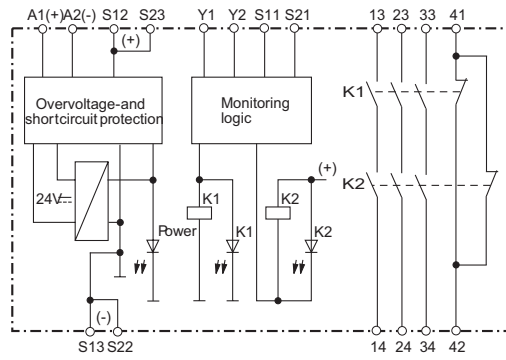 A1(+) A2(-) S12 S23 Y1 Y2 S11 S21 13 23 33 41
(+)
Overvoltage-and
shortcircuit protection
Monitoring
logic
K1
(+)
K2
24V
K1
K2
Power
K1
K2
(-)
S13 S22
14 24 34 42